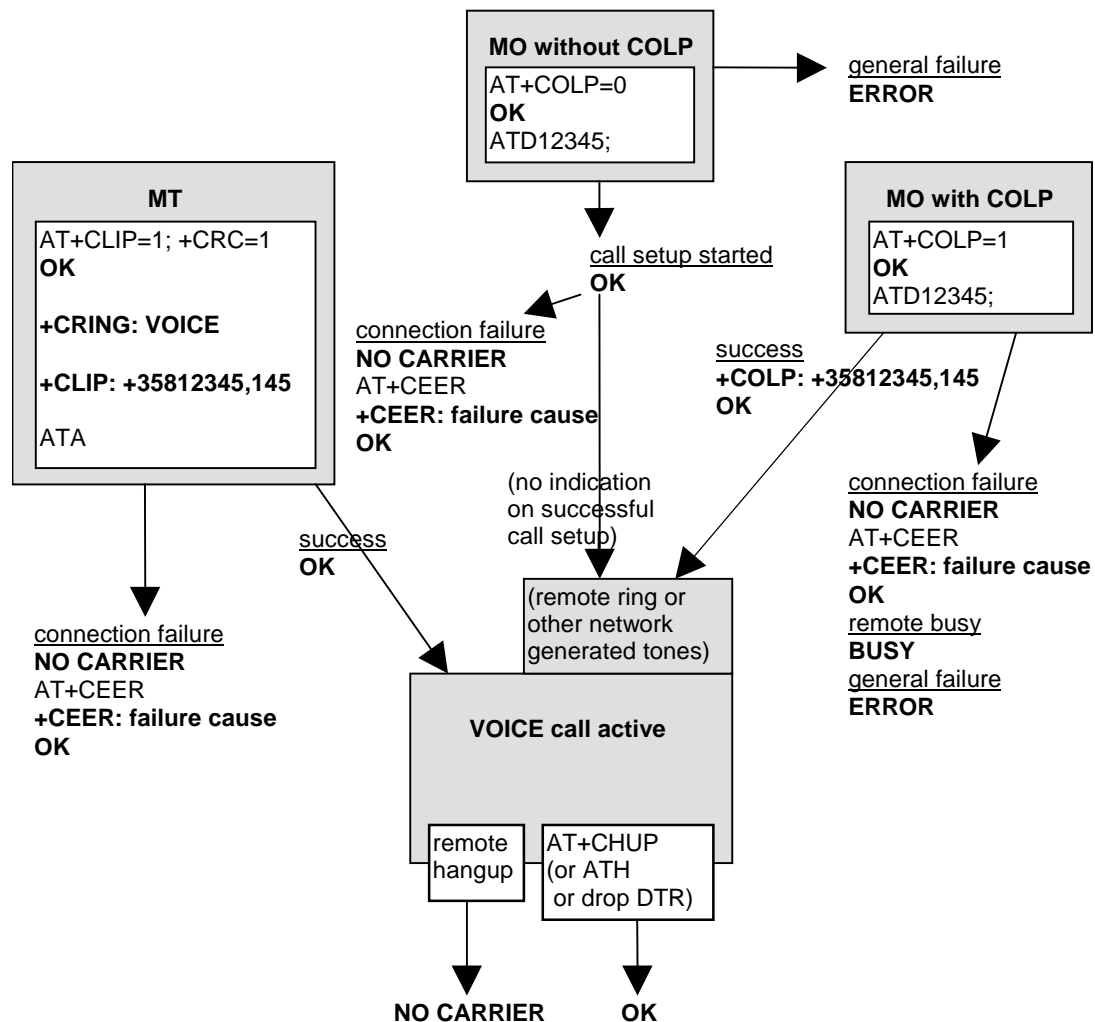 MO without COLP
AT+COLP=0
OK
ATD12345;
general failure
ERROR
MT
AT+CLIP=1; +CRC=1
OK
+CRING: VOICE
+CLIP: +35812345,145
ATA
MO with COLP
AT+COLP=1
OK
ATD12345;
call setup started
OK
connection failure
NO CARRIER
AT+CEER
+CEER: failure cause
OK
success
+COLP: +35812345,145
OK
(no indication
on successful
call setup)
success
OK
connection failure
NO CARRIER
AT+CEER
+CEER: failure cause
OK
remote busy
BUSY
general failure
ERROR
connection failure
NO CARRIER
AT+CEER
+CEER: failure cause
OK
(remote ring or
other network
generated tones)
VOICE call active
remote
hangup
AT+CHUP
(or ATH
or drop DTR)
NO CARRIER
OK